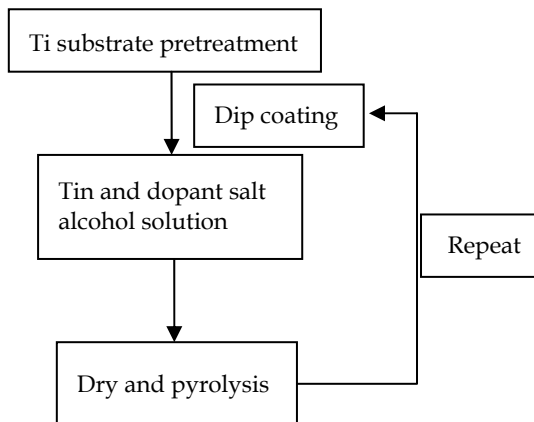 Ti substrate pretreatment
Dip coating
Tin and dopant salt
alcohol solution
Repeat
Dry and pyrolysis